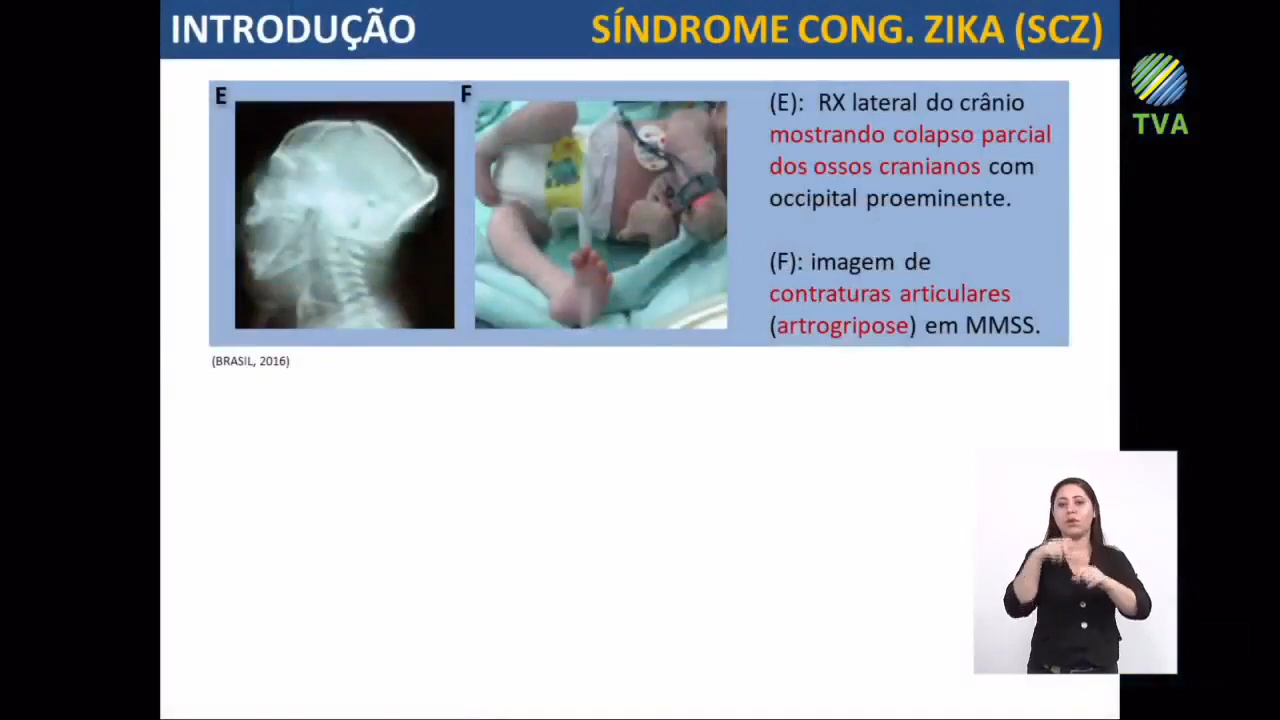 INTRODUÇÃO
SÍNDROME CONG. ZIKA (SCZ)
TVA
E
F
(E): RX lateral do crânio
mostrando colapso parcial
dos ossos cranianos com
occipital proeminente.
(F): imagem de
contraturas articulares
(artrogripose) em MMSS.
(BRASIL, 2016)